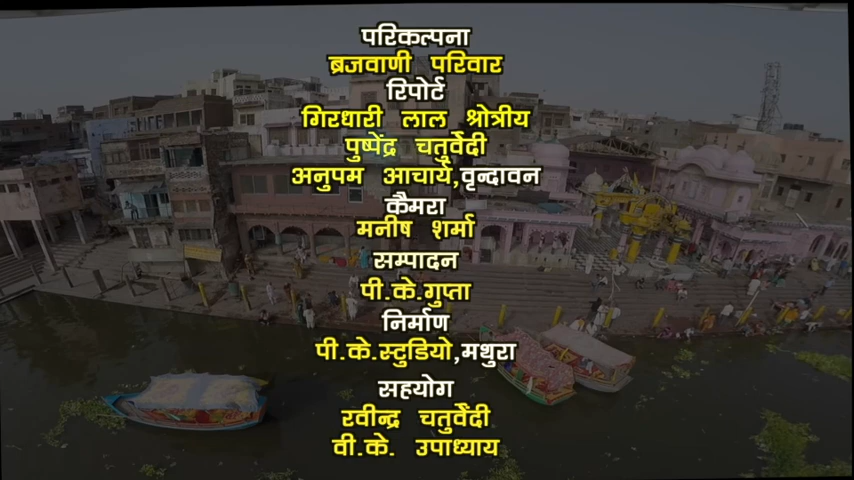 परिकल्पना
ब्रजवाणी परिवार
रिपोर्ट
गिरधारी लाल श्रोत्रीय
पुष्पेंद्र चतुर्वेदी
अनुपम आचार्य,वृन्दावन
कैमरा
मनीष शर्मा
सम्पादन
पी.के.गुप्ता
निर्माण
पी.के.स्टुडियो,मथुरा
सहयोग
रवीन्द्र चतुर्वेदी
वी.के. उपाध्याय